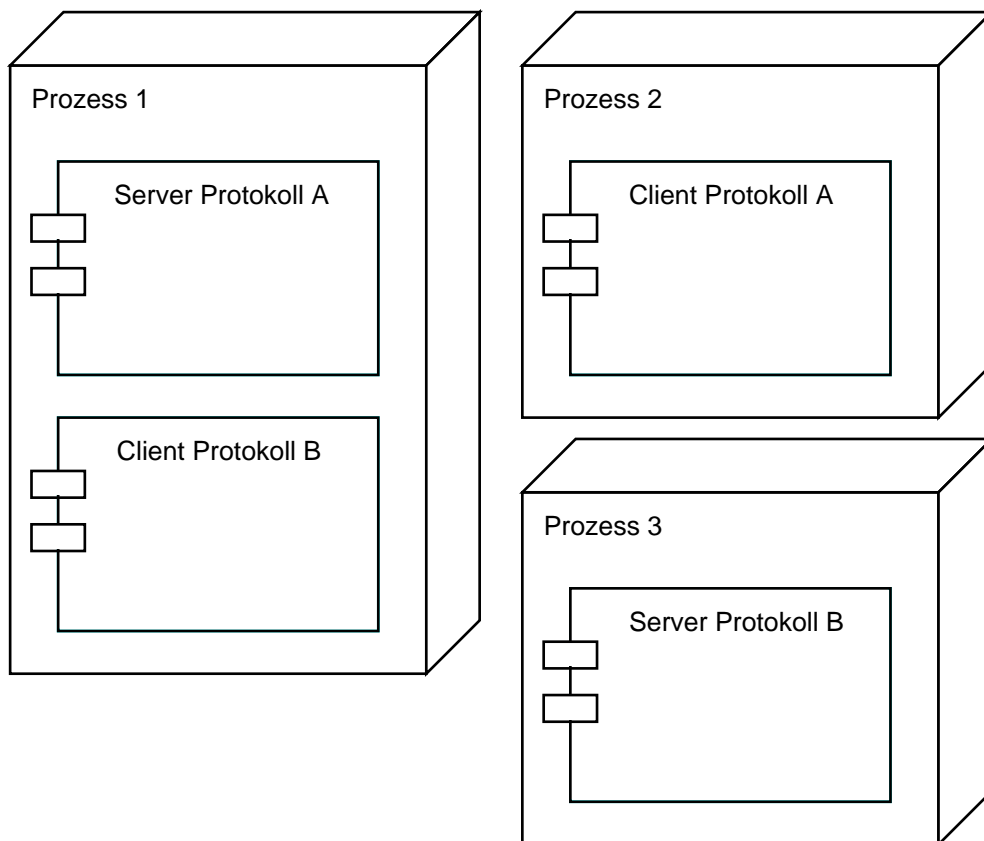 Prozess 1
Server Protokoll A
Client Protokoll B
Prozess 2
Client Protokoll A
Prozess 3
Server Protokoll B